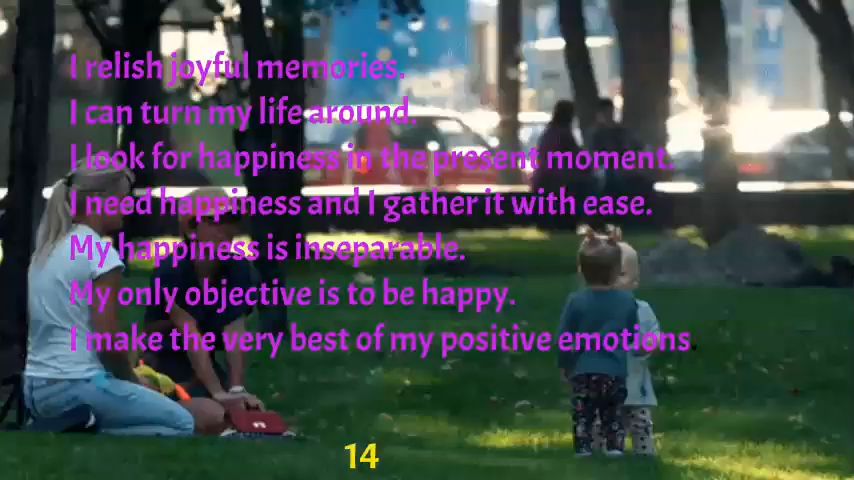 I relish joyful memories.
I can turn my life around.
I look for happiness in the present moment.
I need happiness and I gather it with ease.
My happiness is inseparable.
My only objective is to be happy.
I make the very best of my positive emotions.
14